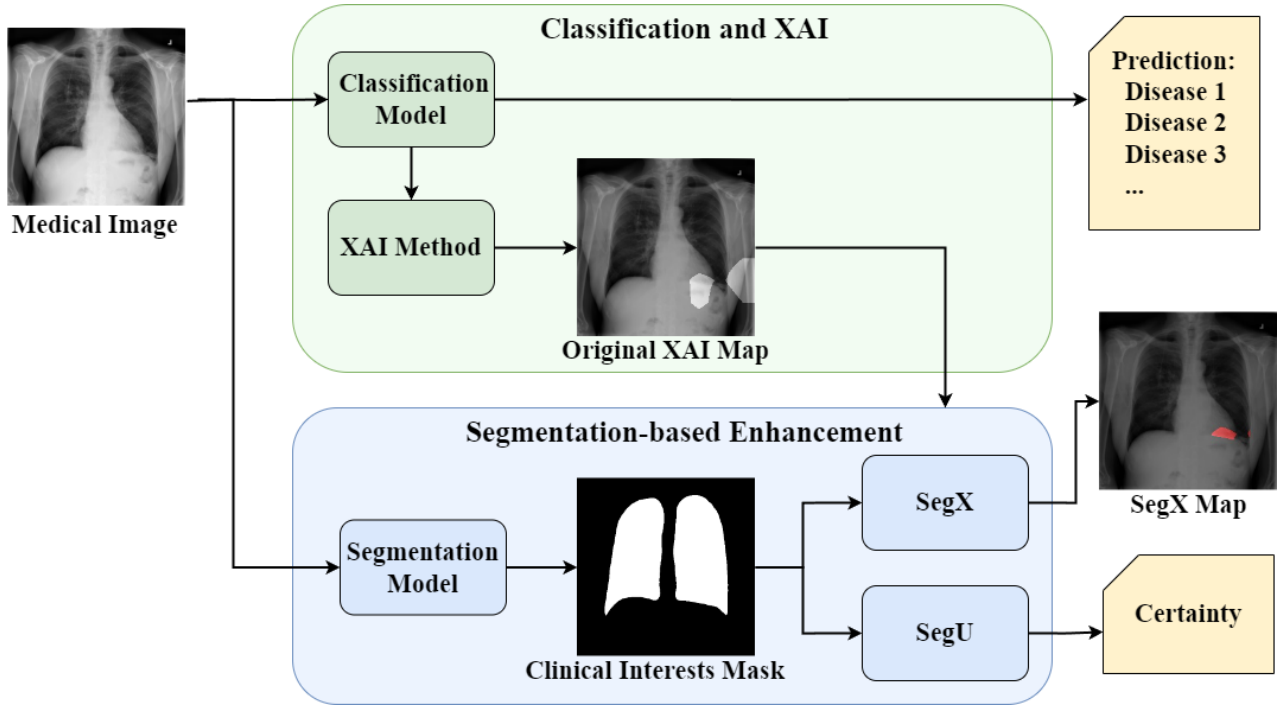 Classification and XAI
Classification
Model
Prediction:
Disease 1
Disease 2
Disease 3
...
Medical Image
XAI Method
Original XAI Map
Segmentation-based Enhancement
SegX
SegX Map
Segmentation
Model
SegU
Certainty
Clinical Interests Mask